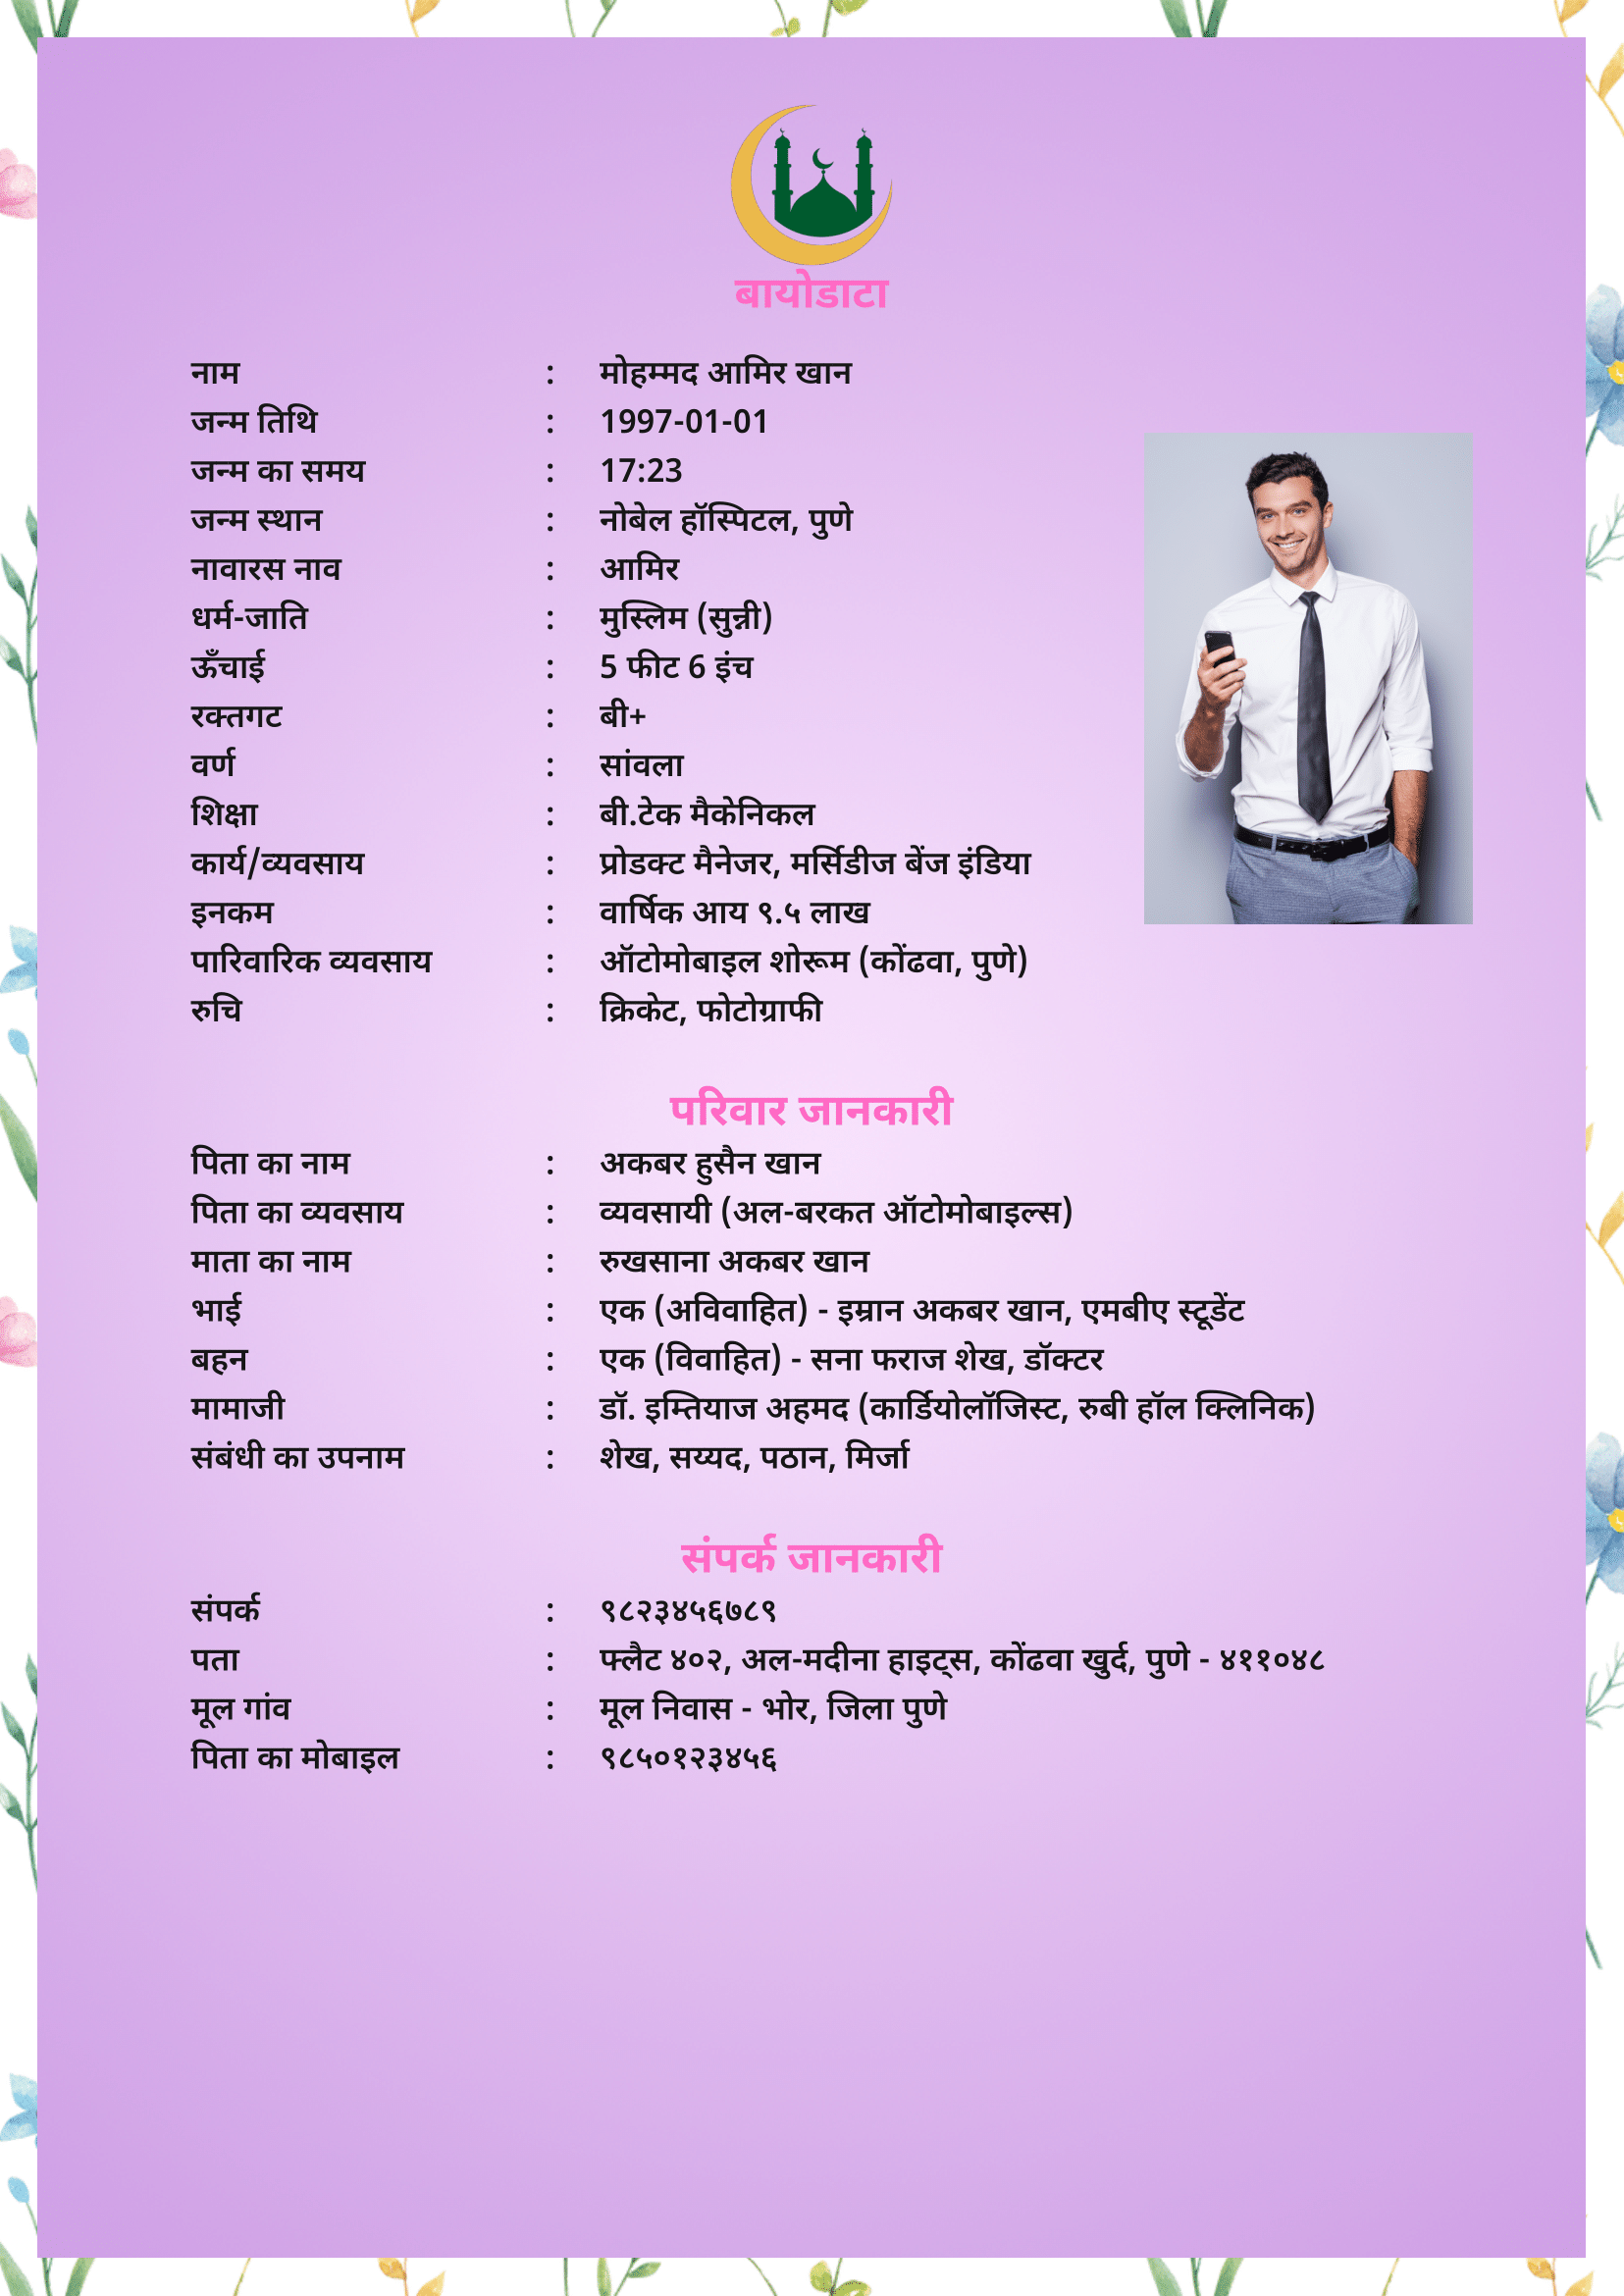 बायोडाटा
नाम : मोहम्मद आमिर खान
जन्म तिथि : 1997-01-01
जन्म का समय : 17:23
जन्म स्थान : नोबेल हॉस्पिटल, पुणे
नावारस नाव : आमिर
धर्म-जाति : मुस्लिम (सुन्नी)
ऊँचाई : 5 फीट 6 इंच
रक्तगट : बी+
वर्ण : सांवला
शिक्षा : बी.टेक मैकेनिकल
कार्य/व्यवसाय : प्रोडक्ट मैनेजर, मर्सिडीज बेंज इंडिया
इनकम : वार्षिक आय ९.५ लाख
पारिवारिक व्यवसाय : ऑटोमोबाइल शोरूम (कोंढवा, पुणे)
रुचि : क्रिकेट, फोटोग्राफी
परिवार जानकारी
पिता का नाम : अकबर हुसैन खान
पिता का व्यवसाय : व्यवसायी (अल-बरकत ऑटोमोबाइल्स)
माता का नाम : रुखसाना अकबर खान
भाई : एक (अविवाहित) - इम्रान अकबर खान, एमबीए स्टूडेंट
बहन : एक (विवाहित) - सना फराज शेख, डॉक्टर
मामाजी : डॉ. इम्तियाज अहमद (कार्डियोलॉजिस्ट, रुबी हॉल क्लिनिक)
संबंधी का उपनाम : शेख, सय्यद, पठान, मिर्जा
संपर्क जानकारी
संपर्क : ९८२३४५६७८९
पता : फ्लैट ४०२, अल-मदीना हाइट्स, कोंढवा खुर्द, पुणे - ४११०४८
मूल गांव : मूल निवास - भोर, जिला पुणे
पिता का मोबाइल : ९८५०१२३४५६